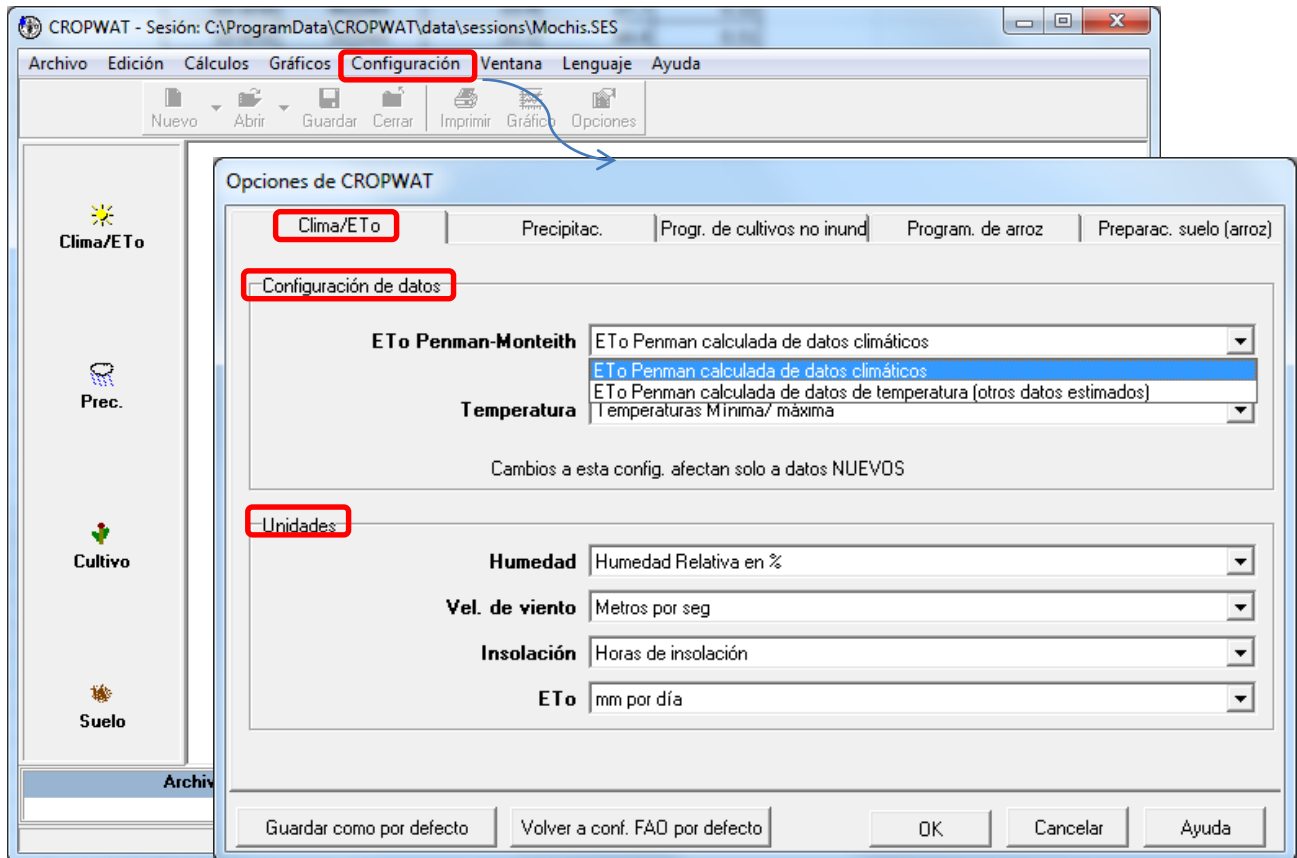 CROPWAT - Sesión: C:\ProgramData\CROPWAT\data\sessions\Mochis.SES
Archivo Edición Cálculos Gráficos Configuración Ventana Lenguaje Ayuda
Nuevo Abrir Guardar Cerrar Imprimir Gráfico Opciones
Opciones de CROPWAT
Clima/ETo Precipitac. Progr. de cultivos no inund Program. de arroz Preparac. suelo (arroz)
Clima/ETo
Configuración de datos
ETo Penman-Monteith ETo Penman calculada de datos climáticos
ETo Penman calculada de datos climáticos
ETo Penman calculada de datos de temperatura (otros datos estimados)
Prec.
Temperatura Temperaturas Mínima/ máxima
Cambios a esta config. afectan solo a datos NUEVOS
Unidades
Cultivo
Humedad Humedad Relativa en %
Vel. de viento Metros por seg
Insolación Horas de insolación
ETo mm por día
Suelo
Archiv
Guardar como por defecto Volver a conf. FAO por defecto OK Cancelar Ayuda